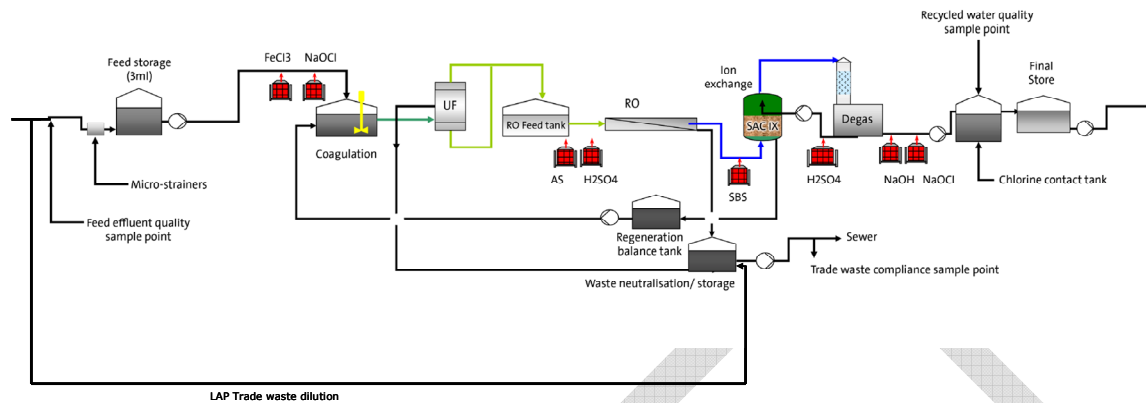 Recycled water quality
sample point
Feed storage
(3ml)
FeCl3
NaOCl
Ion
exchange
Final
Store
UF
RO
RO Feed tank
SAC IX
Degas
Coagulation
AS
H2SO4
SBS
H2SO4
NaOH
NaOCl
Micro-strainers
Chlorine contact tank
Feed effluent quality
sample point
Regeneration
balance tank
Sewer
Trade waste compliance sample point
Waste neutralisation/ storage
LAP Trade waste dilution